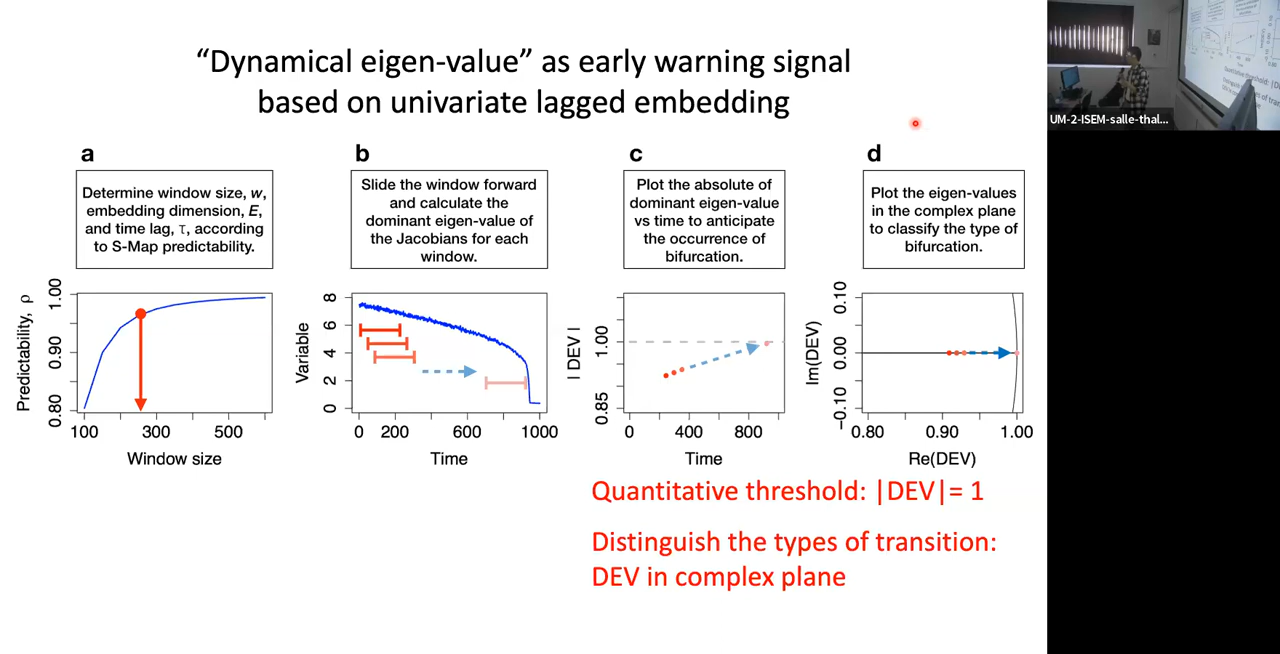 “Dynamical eigen-value” as early warning signal
based on univariate lagged embedding
a
Determine window size, w,
embedding dimension, E,
and time lag, τ, according
to S-Map predictability.
Predictability, ρ
1.00
0.90
0.80
100
300
500
Window size
b
Slide the window forward
and calculate the
dominant eigen-value of
the Jacobians for each
window.
Variable
8
6
4
2
0
0
200
600
1000
Time
c
Plot the absolute of
dominant eigen-value
vs time to anticipate
the occurrence of
bifurcation.
| DEV |
1.00
0.85
0
400
800
Time
d
Plot the eigen-values
in the complex plane
to classify the type of
bifurcation.
Im(DEV)
0.10
0.00
−0.10
0.80
0.90
1.00
Re(DEV)
Quantitative threshold: |DEV|= 1
Distinguish the types of transition:
DEV in complex plane
UM-2-ISEM-salle-thal...